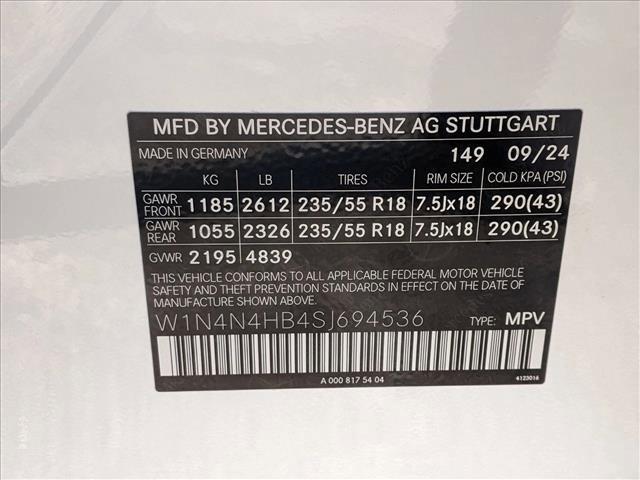 MFD BY MERCEDES-BENZ AG STUTTGART
MADE IN GERMANY 149 09/24
KG LB TIRES RIM SIZE COLD KPA(PSI)
GAWR FRONT 1185 2612 235/55 R18 7.5Jx18 290(43)
GAWR REAR 1055 2326 235/55 R18 7.5Jx18 290(43)
GVWR 2195 4839
THIS VEHICLE CONFORMS TO ALL APPLICABLE FEDERAL MOTOR VEHICLE
SAFETY AND THEFT PREVENTION STANDARDS IN EFFECT ON THE DATE OF
MANUFACTURE SHOWN ABOVE.
W1N4N4HB4SJ694536 TYPE: MPV
A 000 817 54 04 4123016